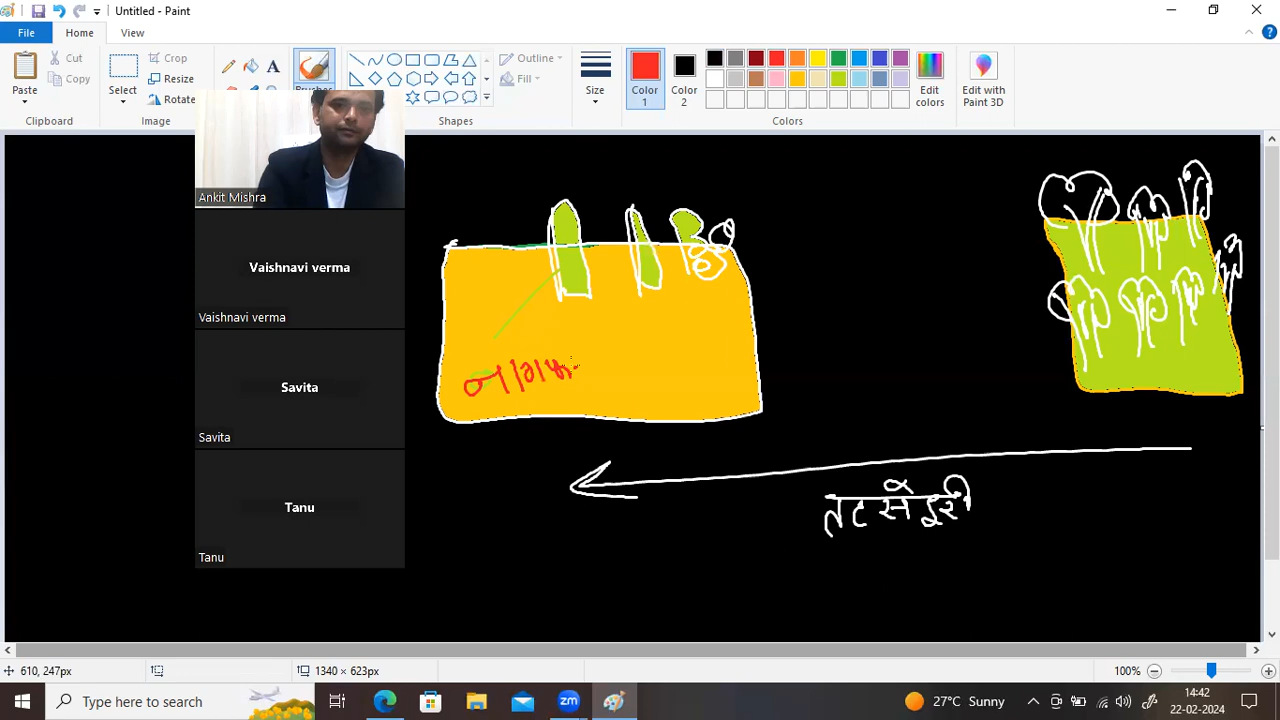 Untitled - Paint
File
Home
View
Paste
Cut
Copy
Clipboard
Select
Crop
Resize
Rotate
Image
Brushes
Shapes
Outline
Fill
Size
Color
1
Color
2
Colors
Edit
colors
Edit with
Paint 3D
Ankit Mishra
Vaishnavi verma
Vaishnavi verma
Savita
Savita
Tanu
Tanu
तट से दूरी
610, 247px
1340 × 623px
100%
Type here to search
zm
27°C Sunny
14:42
22-02-2024